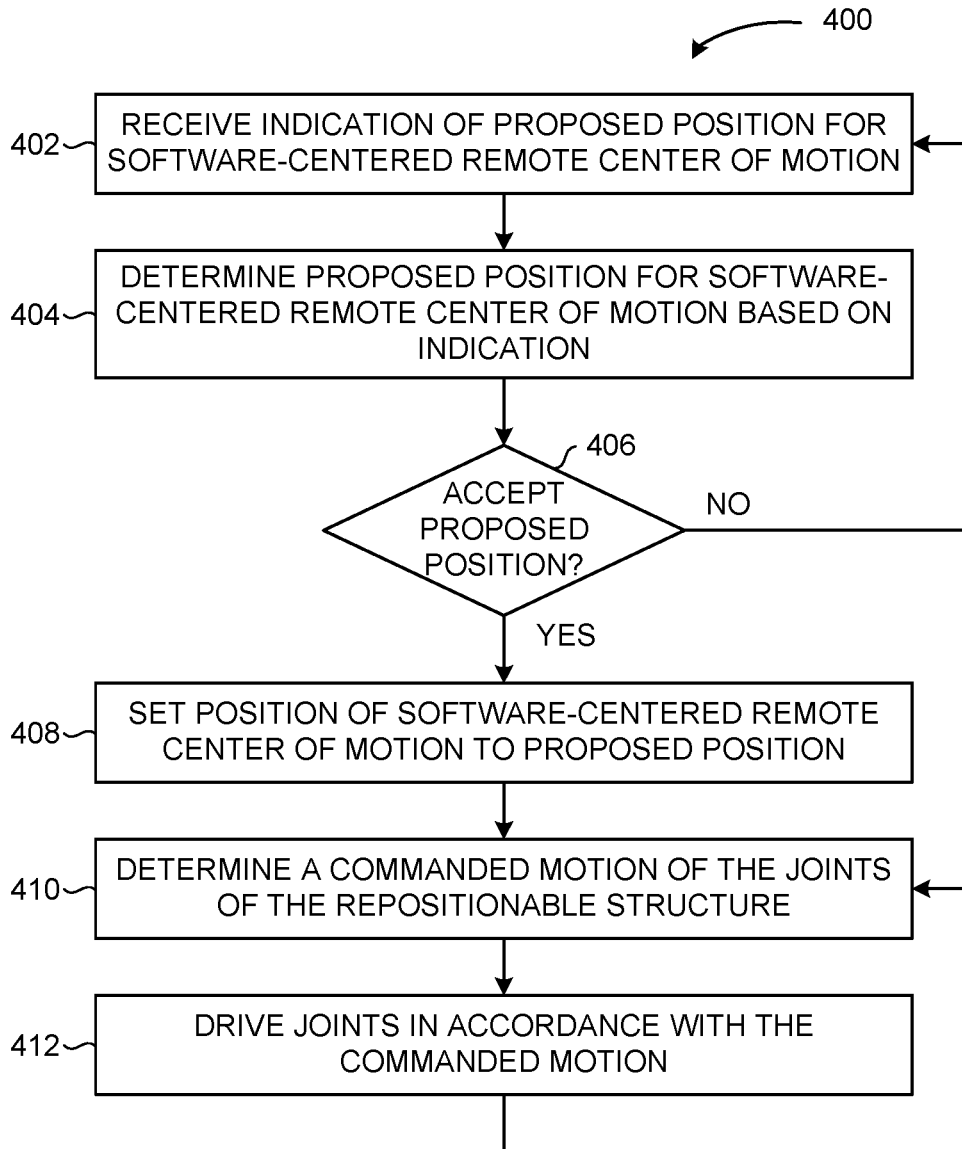 400
402
RECEIVE INDICATION OF PROPOSED POSITION FOR
SOFTWARE-CENTERED REMOTE CENTER OF MOTION
404
DETERMINE PROPOSED POSITION FOR SOFTWARE-
CENTERED REMOTE CENTER OF MOTION BASED ON
INDICATION
406
ACCEPT
PROPOSED
POSITION?
NO
YES
408
SET POSITION OF SOFTWARE-CENTERED REMOTE
CENTER OF MOTION TO PROPOSED POSITION
410
DETERMINE A COMMANDED MOTION OF THE JOINTS
OF THE REPOSITIONABLE STRUCTURE
412
DRIVE JOINTS IN ACCORDANCE WITH THE
COMMANDED MOTION